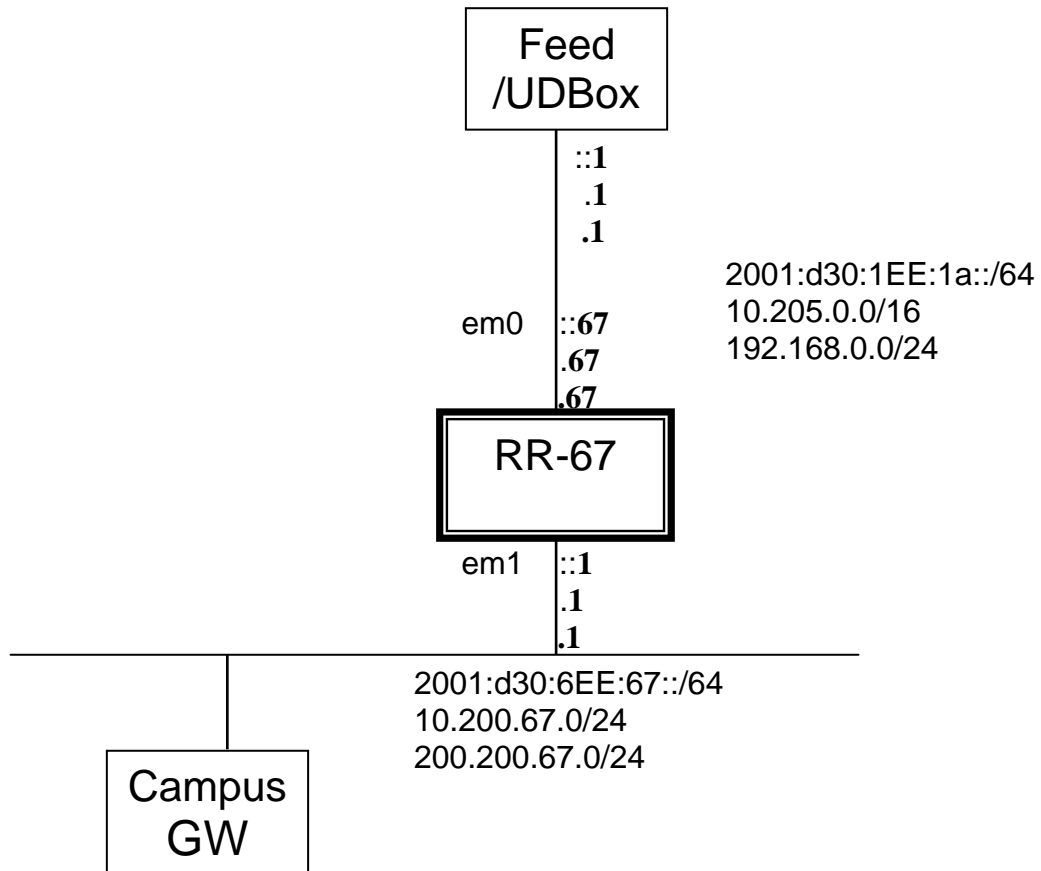 Feed
/UDBox
::1
.1
.1
2001:d30:1EE:1a::/64
10.205.0.0/16
192.168.0.0/24
em0
::67
.67
.67
RR-67
em1
::1
.1
.1
2001:d30:6EE:67::/64
10.200.67.0/24
200.200.67.0/24
Campus
GW